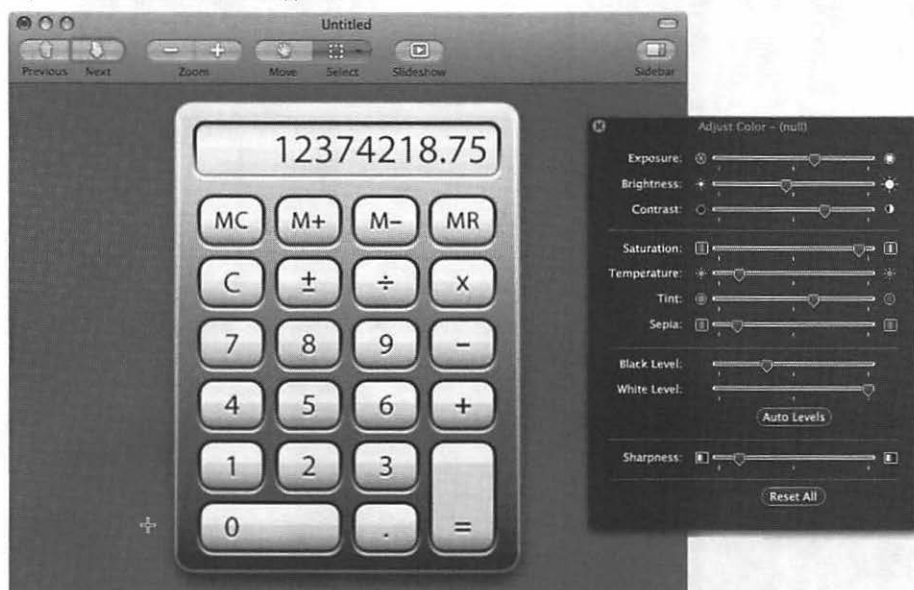 Untitled
Previous Next Zoom Move Select Slideshow Sidebar
12374218.75
MC M+ M− MR
C ± ÷ x
7 8 9 −
4 5 6 +
1 2 3
0 . =
Adjust Color – (null)
Exposure:
Brightness:
Contrast:
Saturation:
Temperature:
Tint:
Sepia:
Black Level:
White Level:
Auto Levels
Sharpness:
Reset All